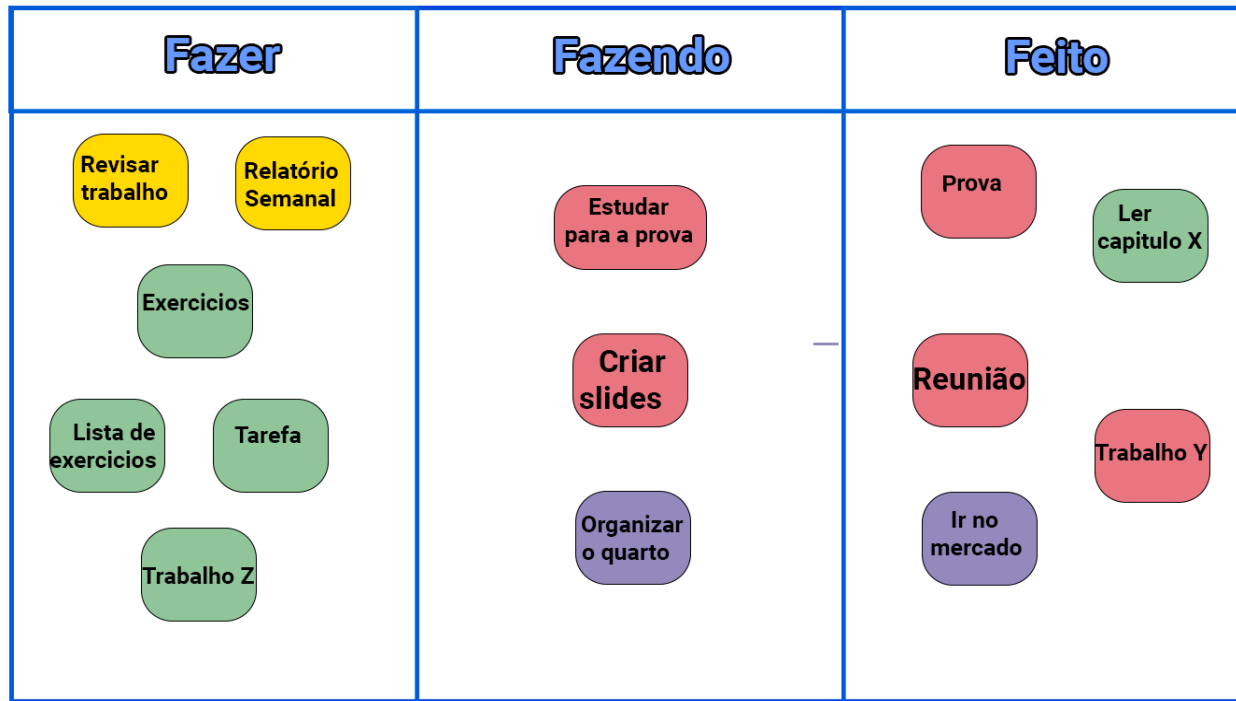 Fazer
Fazendo
Feito
Revisar
trabalho
Relatório
Semanal
Exercicios
Lista de
exercicios
Tarefa
Trabalho Z
Estudar
para a prova
Criar
slides
Organizar
o quarto
Prova
Ler
capitulo X
Reunião
Trabalho Y
Ir no
mercado